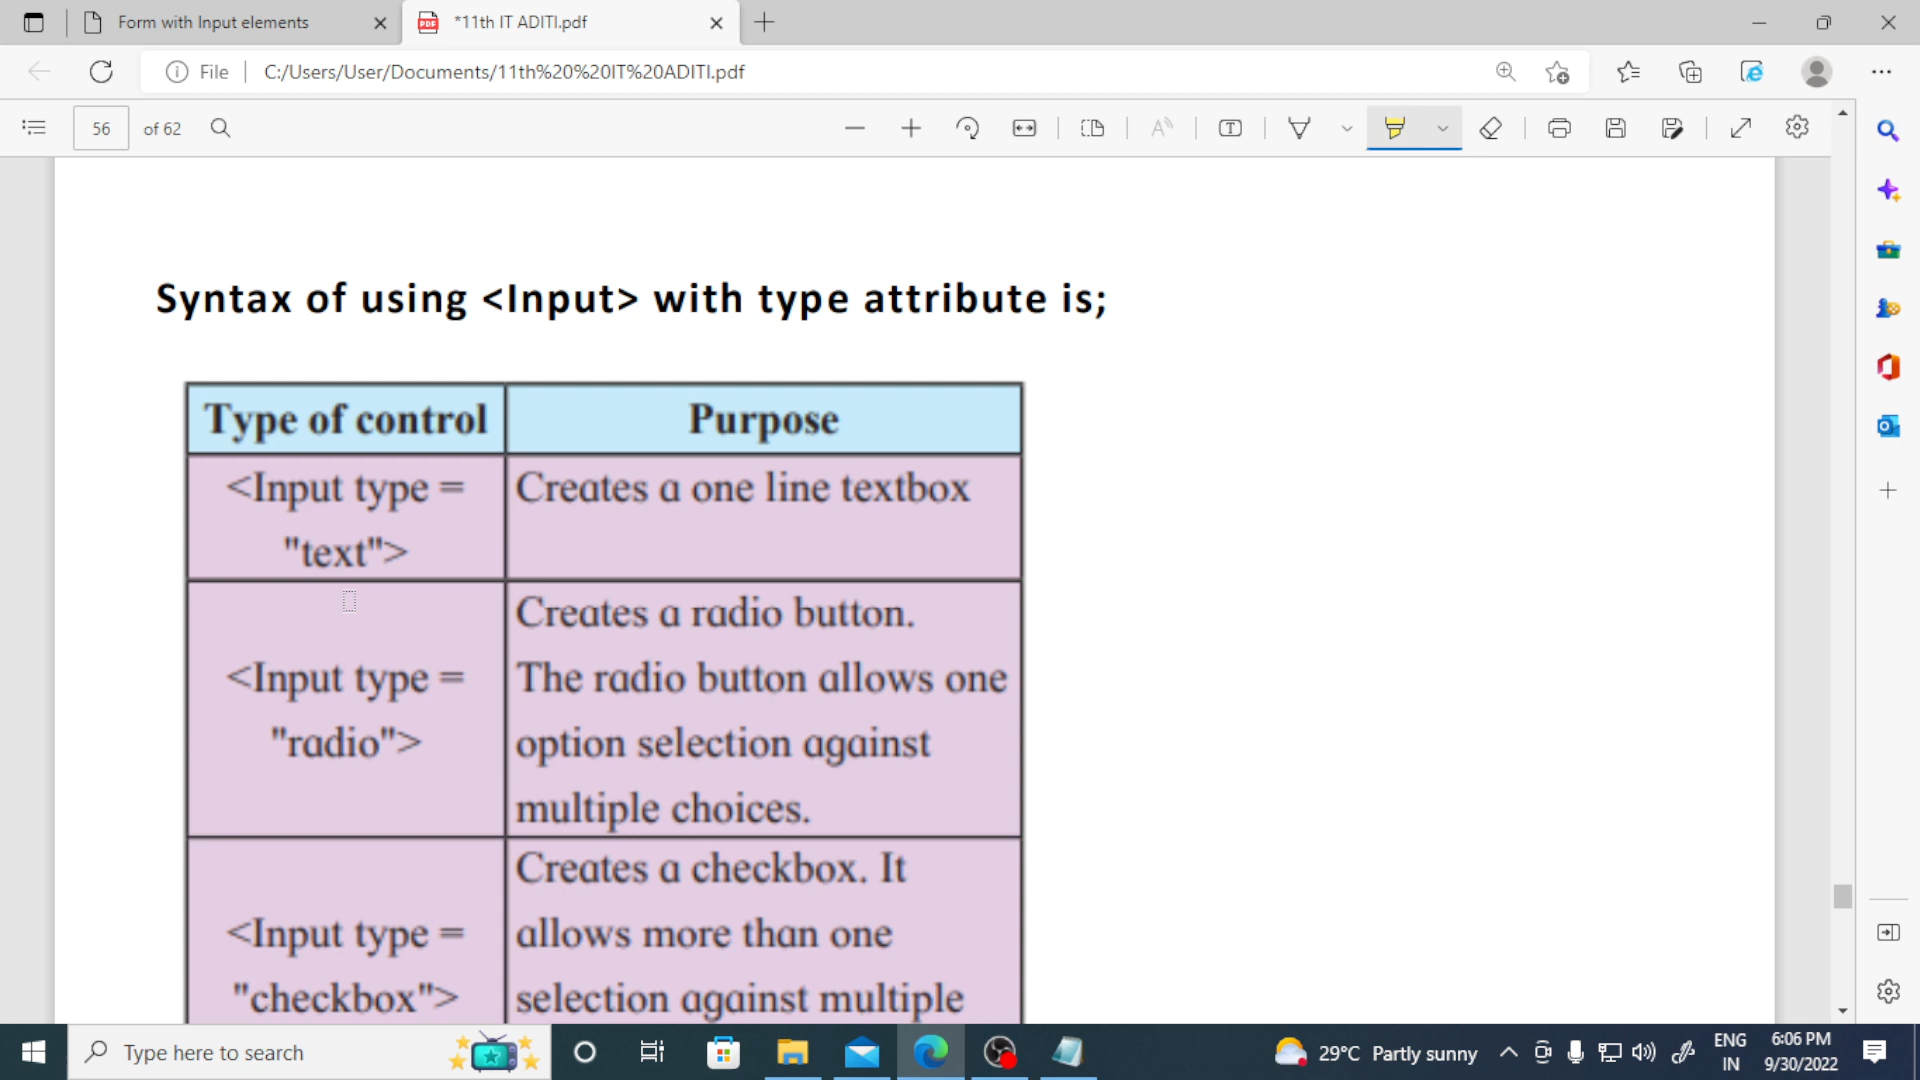 Form with Input elements
*11th IT ADITI.pdf
File
C:/Users/User/Documents/11th%20%20IT%20ADITI.pdf
56 of 62
Syntax of using <Input> with type attribute is;
Type of control
Purpose
<Input type =
"text">
Creates a one line textbox
<Input type =
"radio">
Creates a radio button.
The radio button allows one
option selection against
multiple choices.
<Input type =
"checkbox">
Creates a checkbox. It
allows more than one
selection against multiple
Type here to search
29°C Partly sunny
ENG
IN
6:06 PM
9/30/2022